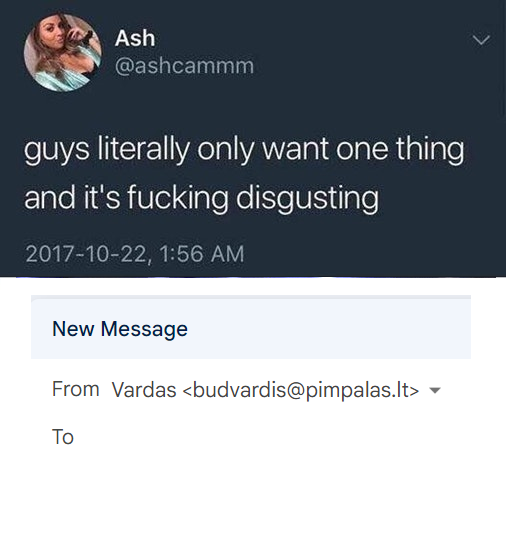 Ash
@ashcammm
guys literally only want one thing
and it's fucking disgusting
2017-10-22, 1:56 AM
New Message
From Vardas <budvardis@pimpalas.lt>
To